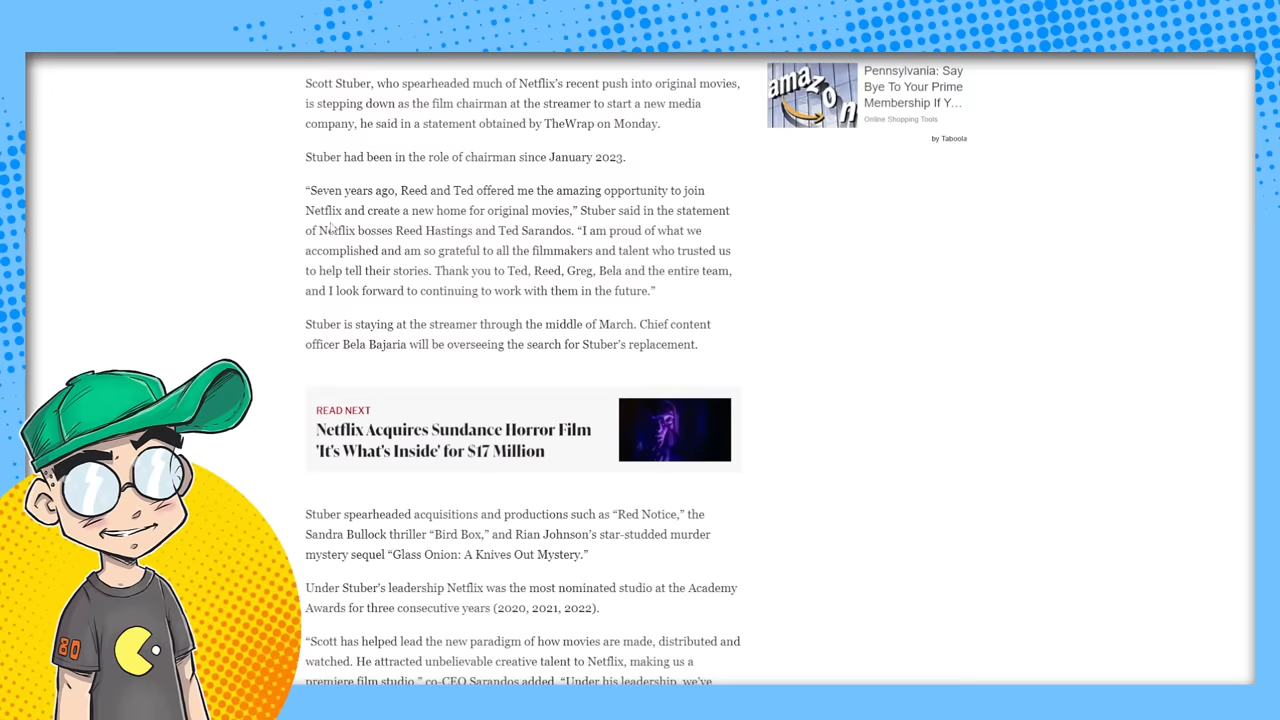 Scott Stuber, who spearheaded much of Netflix's recent push into original movies,
is stepping down as the film chairman at the streamer to start a new media
company, he said in a statement obtained by TheWrap on Monday.
Stuber had been in the role of chairman since January 2023.
“Seven years ago, Reed and Ted offered me the amazing opportunity to join
Netflix and create a new home for original movies,” Stuber said in the statement
of Netflix bosses Reed Hastings and Ted Sarandos. “I am proud of what we
accomplished and am so grateful to all the filmmakers and talent who trusted us
to help tell their stories. Thank you to Ted, Reed, Greg, Bela and the entire team,
and I look forward to continuing to work with them in the future.”
Stuber is staying at the streamer through the middle of March. Chief content
officer Bela Bajaria will be overseeing the search for Stuber's replacement.
READ NEXT
Netflix Acquires Sundance Horror Film
'It's What's Inside' for $17 Million
Stuber spearheaded acquisitions and productions such as “Red Notice,” the
Sandra Bullock thriller “Bird Box,” and Rian Johnson's star-studded murder
mystery sequel “Glass Onion: A Knives Out Mystery.”
Under Stuber's leadership Netflix was the most nominated studio at the Academy
Awards for three consecutive years (2020, 2021, 2022).
“Scott has helped lead the new paradigm of how movies are made, distributed and
watched. He attracted unbelievable creative talent to Netflix, making us a
premiere film studio,” co-CEO Sarandos added. “Under his leadership, we've
amazon
Pennsylvania: Say
Bye To Your Prime
Membership If Y...
Online Shopping Tools
by Taboola
80